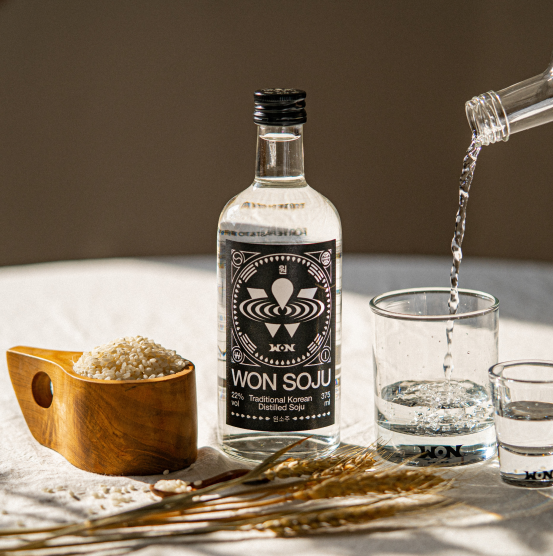 원
WON
WON SOJU
22% vol
Traditional Korean Distilled Soju
375 ml
원소주
WON
WON